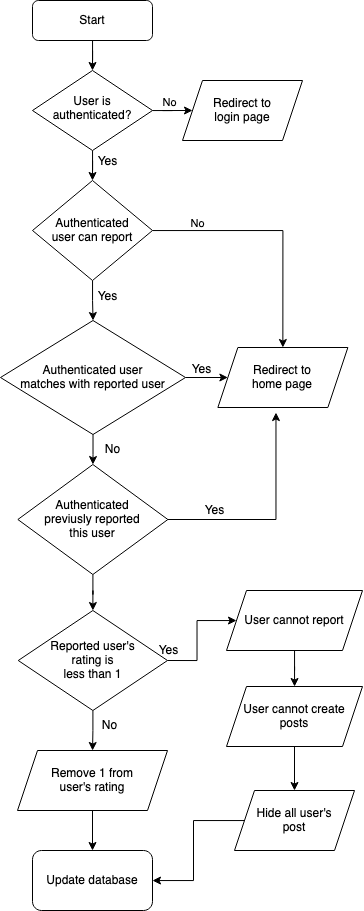 Start
User is
authenticated?
No
Redirect to
login page
Yes
Authenticated
user can report
No
Yes
Authenticated user
matches with reported user
Yes
Redirect to
home page
No
Authenticated
previusly reported
this user
Yes
Reported user's
rating is
less than 1
Yes
User cannot report
No
User cannot create
posts
Remove 1 from
user's rating
Hide all user's
post
Update database